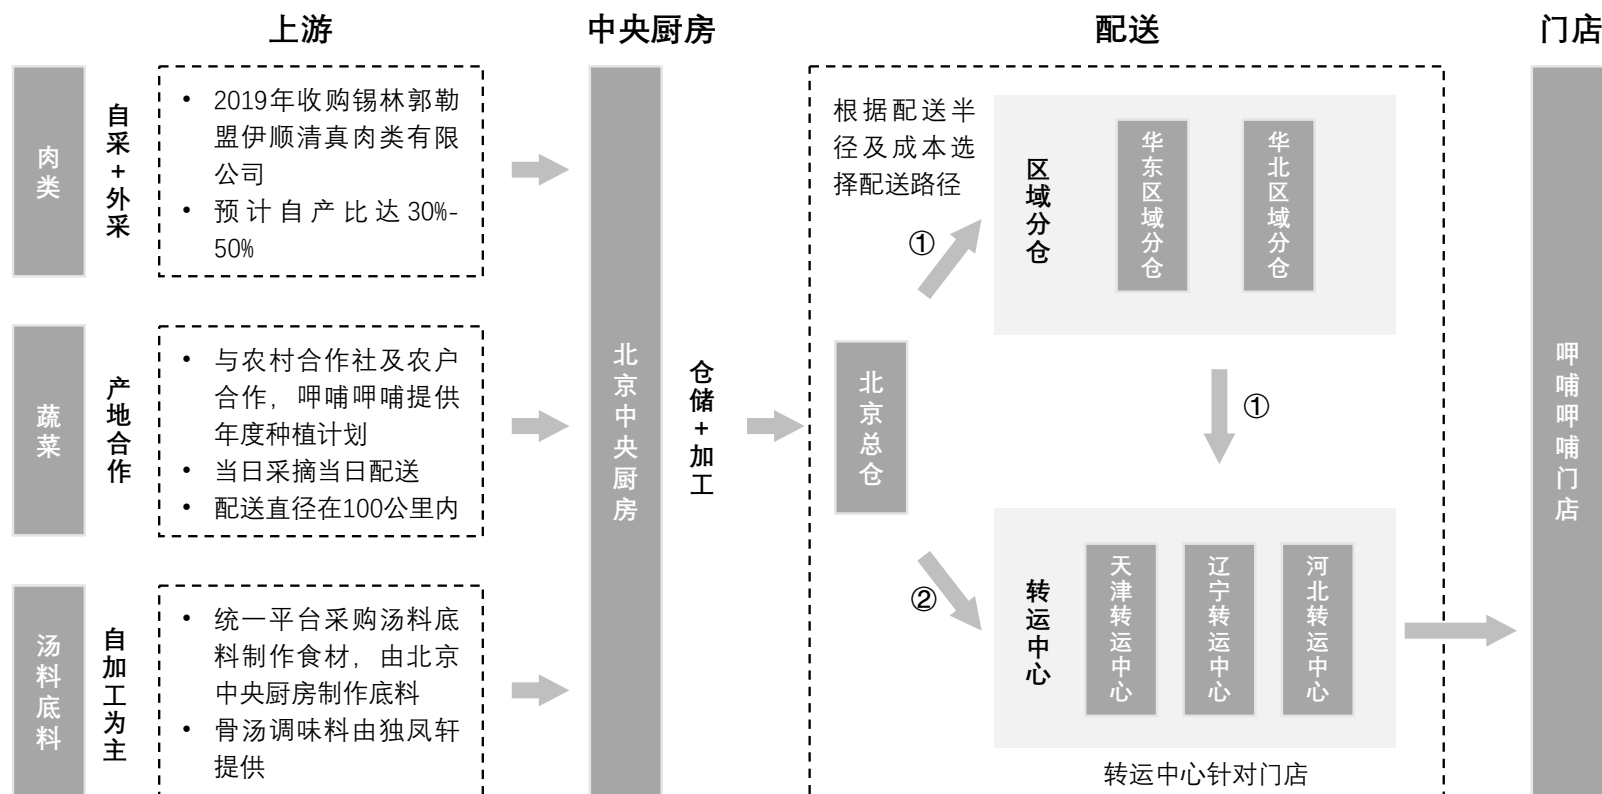 上游
中央厨房
配送
门店
肉类
自采+外采
• 2019年收购锡林郭勒
盟伊顺清真肉类有限
公司
• 预计自产比达30%-
50%
蔬菜
产地合作
• 与农村合作社及农户
合作，呷哺呷哺提供
年度种植计划
• 当日采摘当日配送
• 配送直径在100公里内
汤料底料
自加工为主
• 统一平台采购汤料底
料制作食材，由北京
中央厨房制作底料
• 骨汤调味料由独凤轩
提供
北京中央厨房
仓储+加工
根据配送半
径及成本选
择配送路径
①
北京总仓
②
区域分仓
华东区域分仓
华北区域分仓
①
转运中心
天津转运中心
辽宁转运中心
河北转运中心
转运中心针对门店
呷哺呷哺门店